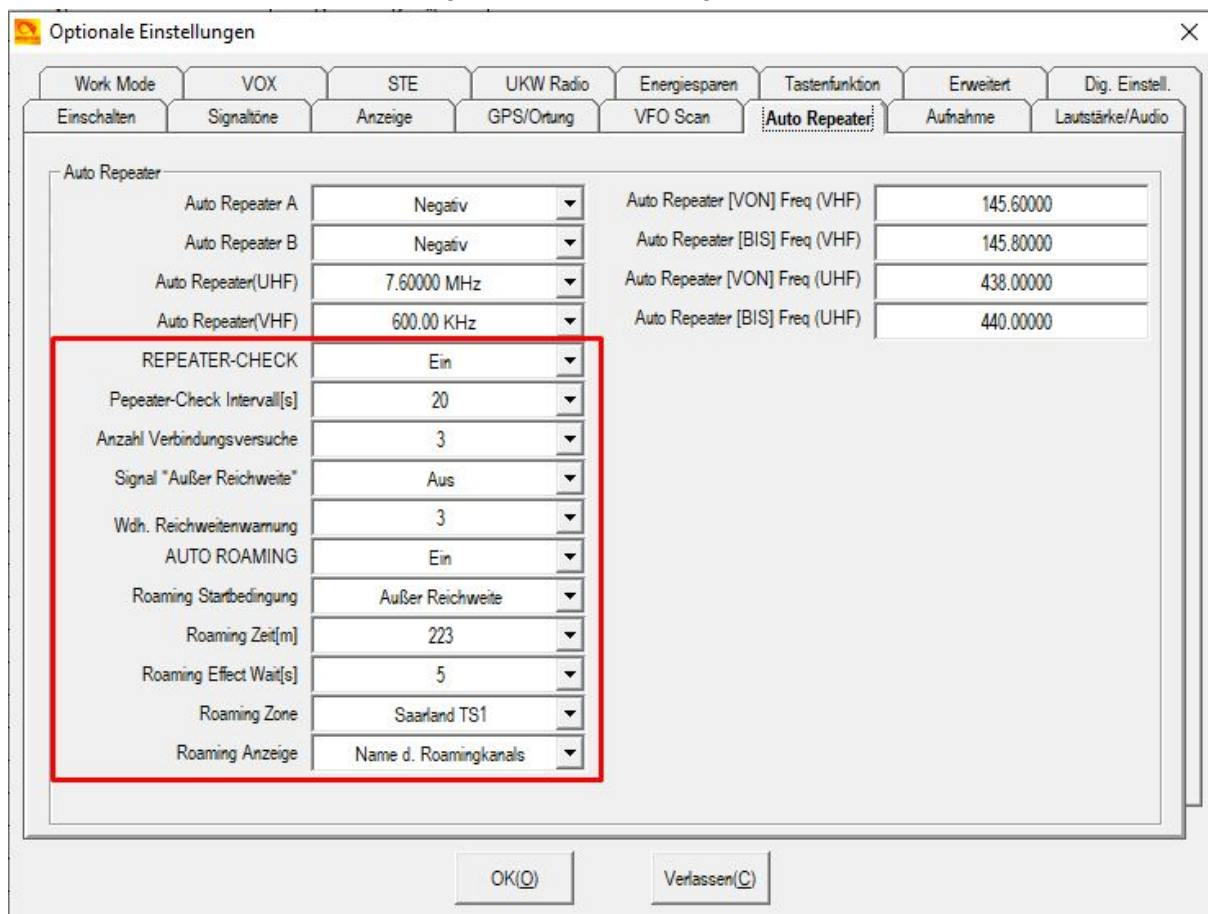 Optionale Einstellungen
Work Mode VOX STE UKW Radio Energiesparen Tastenfunktion Erweitert Dig. Einstell.
Einschalten Signaltöne Anzeige GPS/Ortung VFO Scan Auto Repeater Aufnahme Lautstärke/Audio
Auto Repeater
Auto Repeater A Negativ
Auto Repeater B Negativ
Auto Repeater(UHF) 7.60000 MHz
Auto Repeater(VHF) 600.00 KHz
REPEATER-CHECK Ein
Pepeater-Check Intervall[s] 20
Anzahl Verbindungsversuche 3
Signal "Außer Reichweite" Aus
Wdh. Reichweitenwarnung 3
AUTO ROAMING Ein
Roaming Startbedingung Außer Reichweite
Roaming Zeit[m] 223
Roaming Effect Wait[s] 5
Roaming Zone Saarland TS1
Roaming Anzeige Name d. Roamingkanals
Auto Repeater [VON] Freq (VHF) 145.60000
Auto Repeater [BIS] Freq (VHF) 145.80000
Auto Repeater [VON] Freq (UHF) 438.00000
Auto Repeater [BIS] Freq (UHF) 440.00000
OK(O) Verlassen(C)